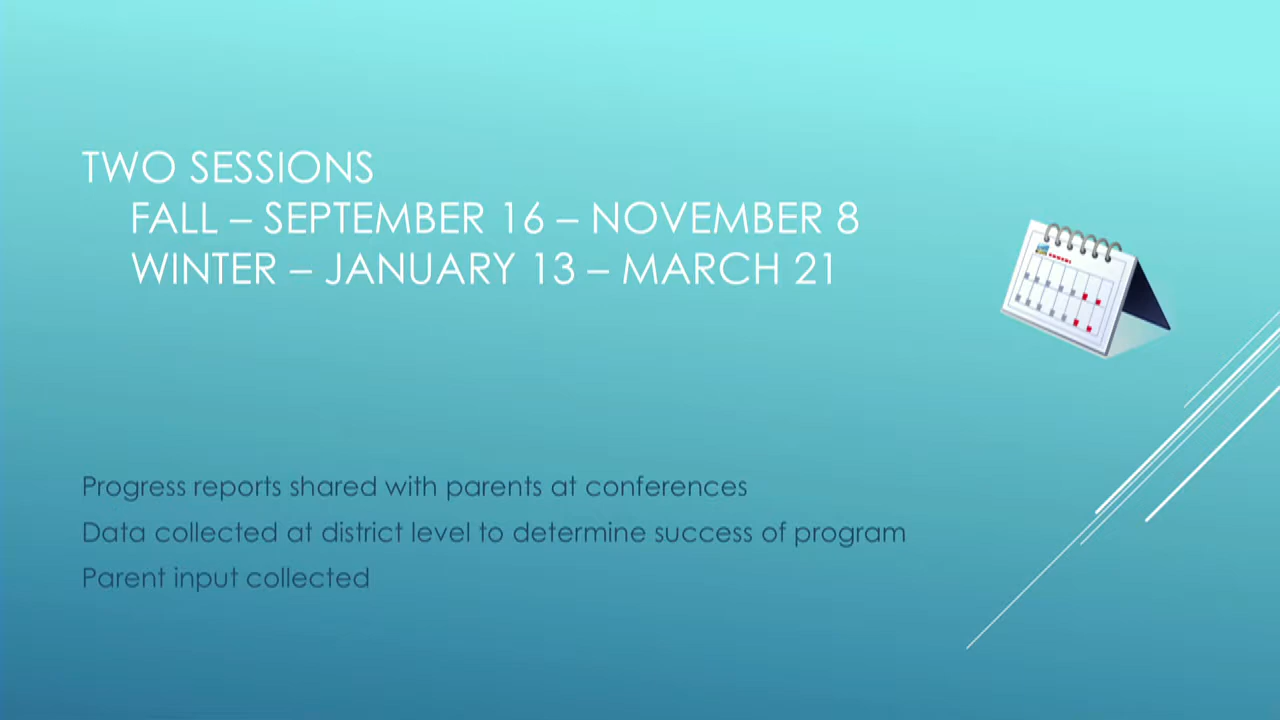 TWO SESSIONS
FALL – SEPTEMBER 16 – NOVEMBER 8
WINTER – JANUARY 13 – MARCH 21
Progress reports shared with parents at conferences
Data collected at district level to determine success of program
Parent input collected